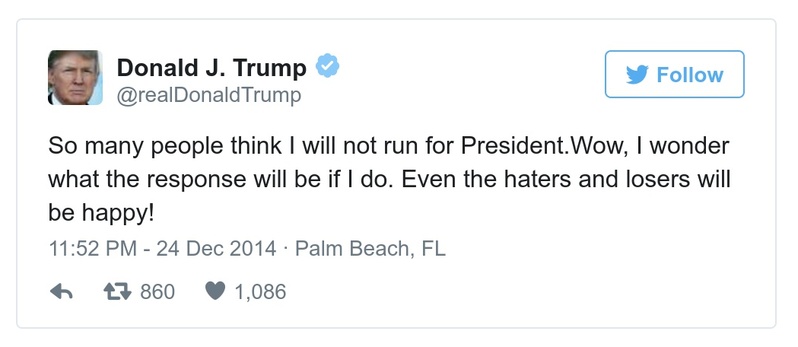 Donald J. Trump
@realDonaldTrump
Follow
So many people think I will not run for President.Wow, I wonder
what the response will be if I do. Even the haters and losers will
be happy!
11:52 PM - 24 Dec 2014 · Palm Beach, FL
860 1,086